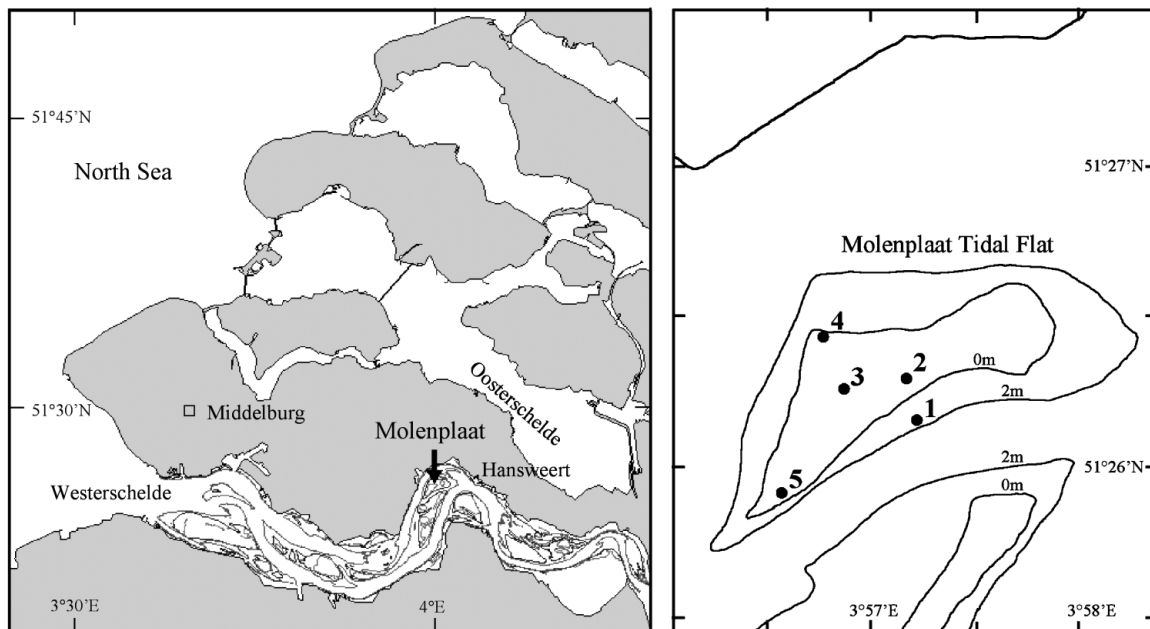 51°45’N
North Sea
51°30’N
Middelburg
Oosterschelde
Molenplaat
Hansweert
Westerschelde
3°30’E
4°E
51°27’N
Molenplaat Tidal Flat
4
0m
2
3
2m
1
51°26’N
2m
0m
5
3°57’E
3°58’E